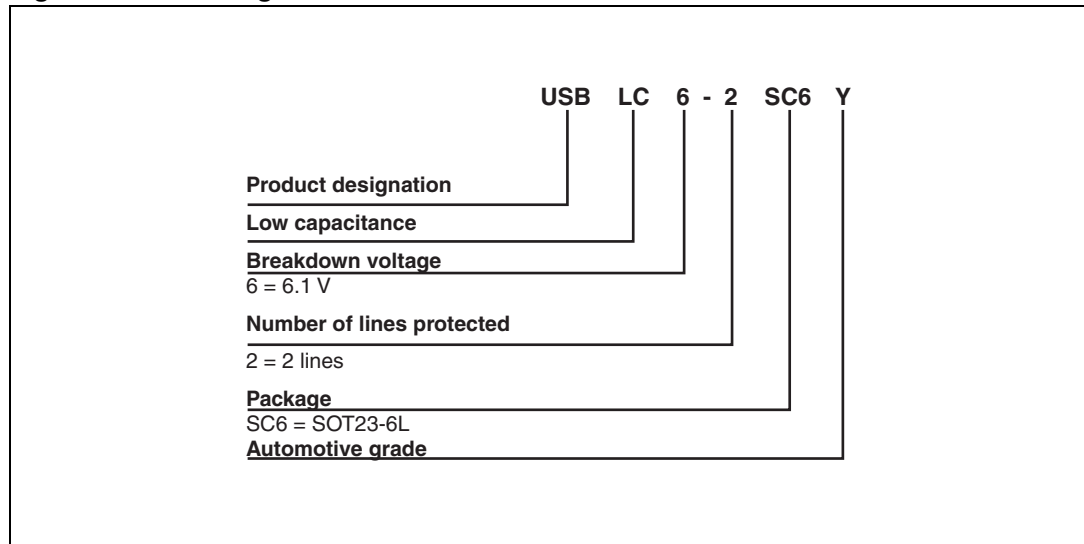 USB LC 6 - 2 SC6 Y
Product designation
Low capacitance
Breakdown voltage
6 = 6.1 V
Number of lines protected
2 = 2 lines
Package
SC6 = SOT23-6L
Automotive grade